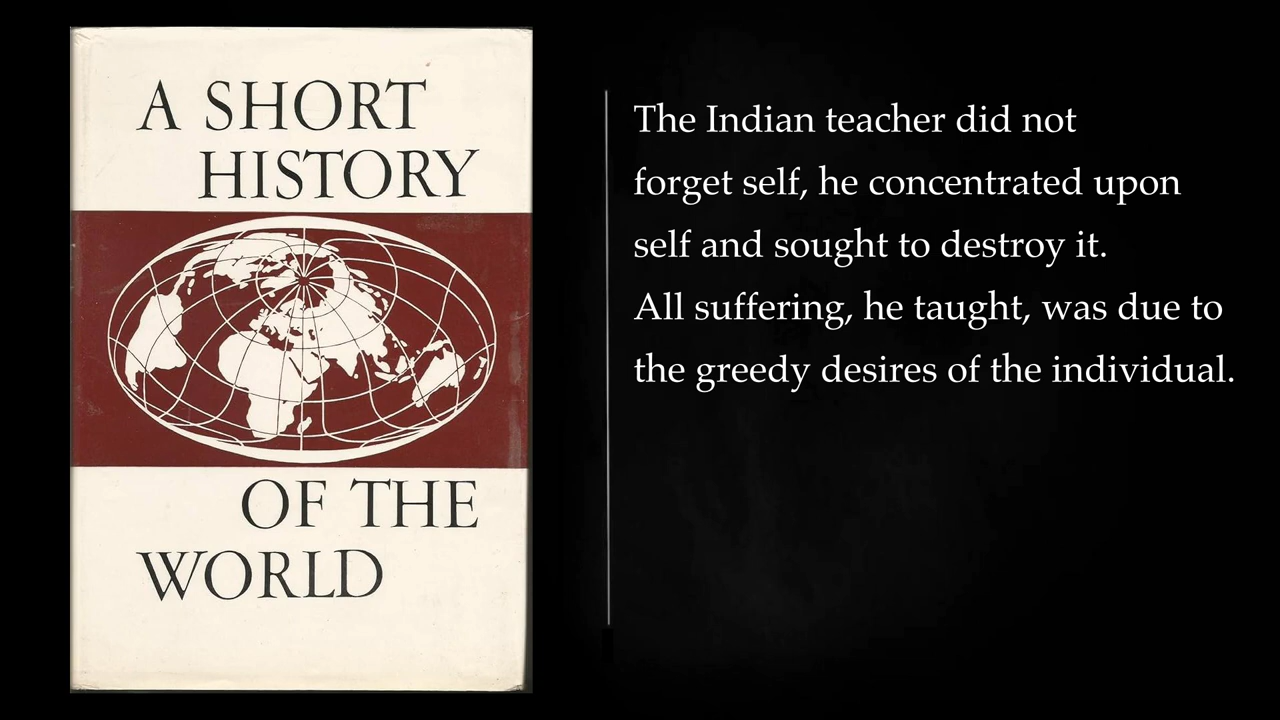 A SHORT
HISTORY
OF THE
WORLD
The Indian teacher did not
forget self, he concentrated upon
self and sought to destroy it.
All suffering, he taught, was due to
the greedy desires of the individual.